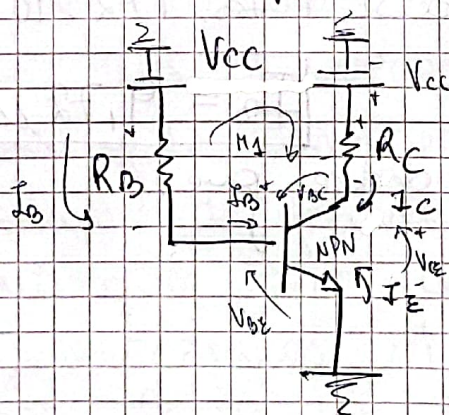 VCC
VCC
-
+
+
RB
M1
RC
IB
IB
VBC
-
IC
+
NPN
VCE
VBE
IE
-